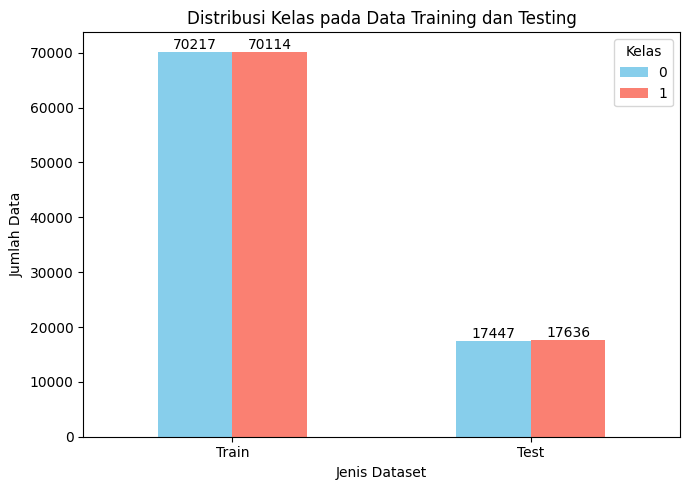 Distribusi Kelas pada Data Training dan Testing
Kelas
0
1
70217
70114
17447
17636
70000
60000
50000
40000
30000
20000
10000
0
Jumlah Data
Train
Test
Jenis Dataset